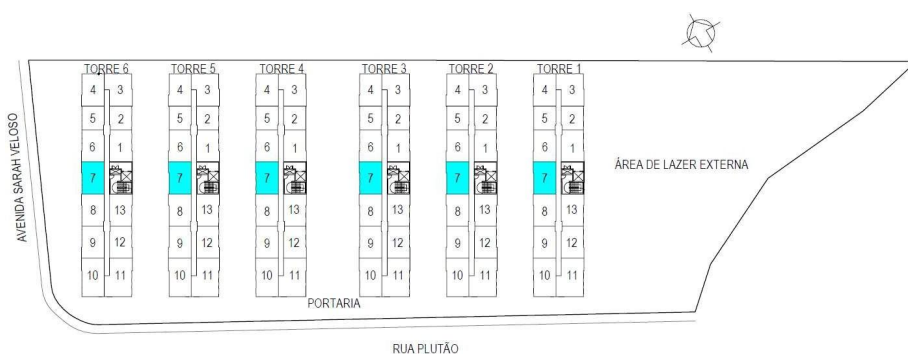 TORRE 6 TORRE 5 TORRE 4 TORRE 3 TORRE 2 TORRE 1
4 3 4 3 4 3 4 3 4 3 4 3
5 2 5 2 5 2 5 2 5 2 5 2
6 1 6 1 6 1 6 1 6 1 6 1
7 7 7 7 7 7
8 13 8 13 8 13 8 13 8 13 8 13
9 12 9 12 9 12 9 12 9 12 9 12
10 11 10 11 10 11 10 11 10 11 10 11
AVENIDA SARAH VELOSO
ÁREA DE LAZER EXTERNA
PORTARIA
RUA PLUTÃO